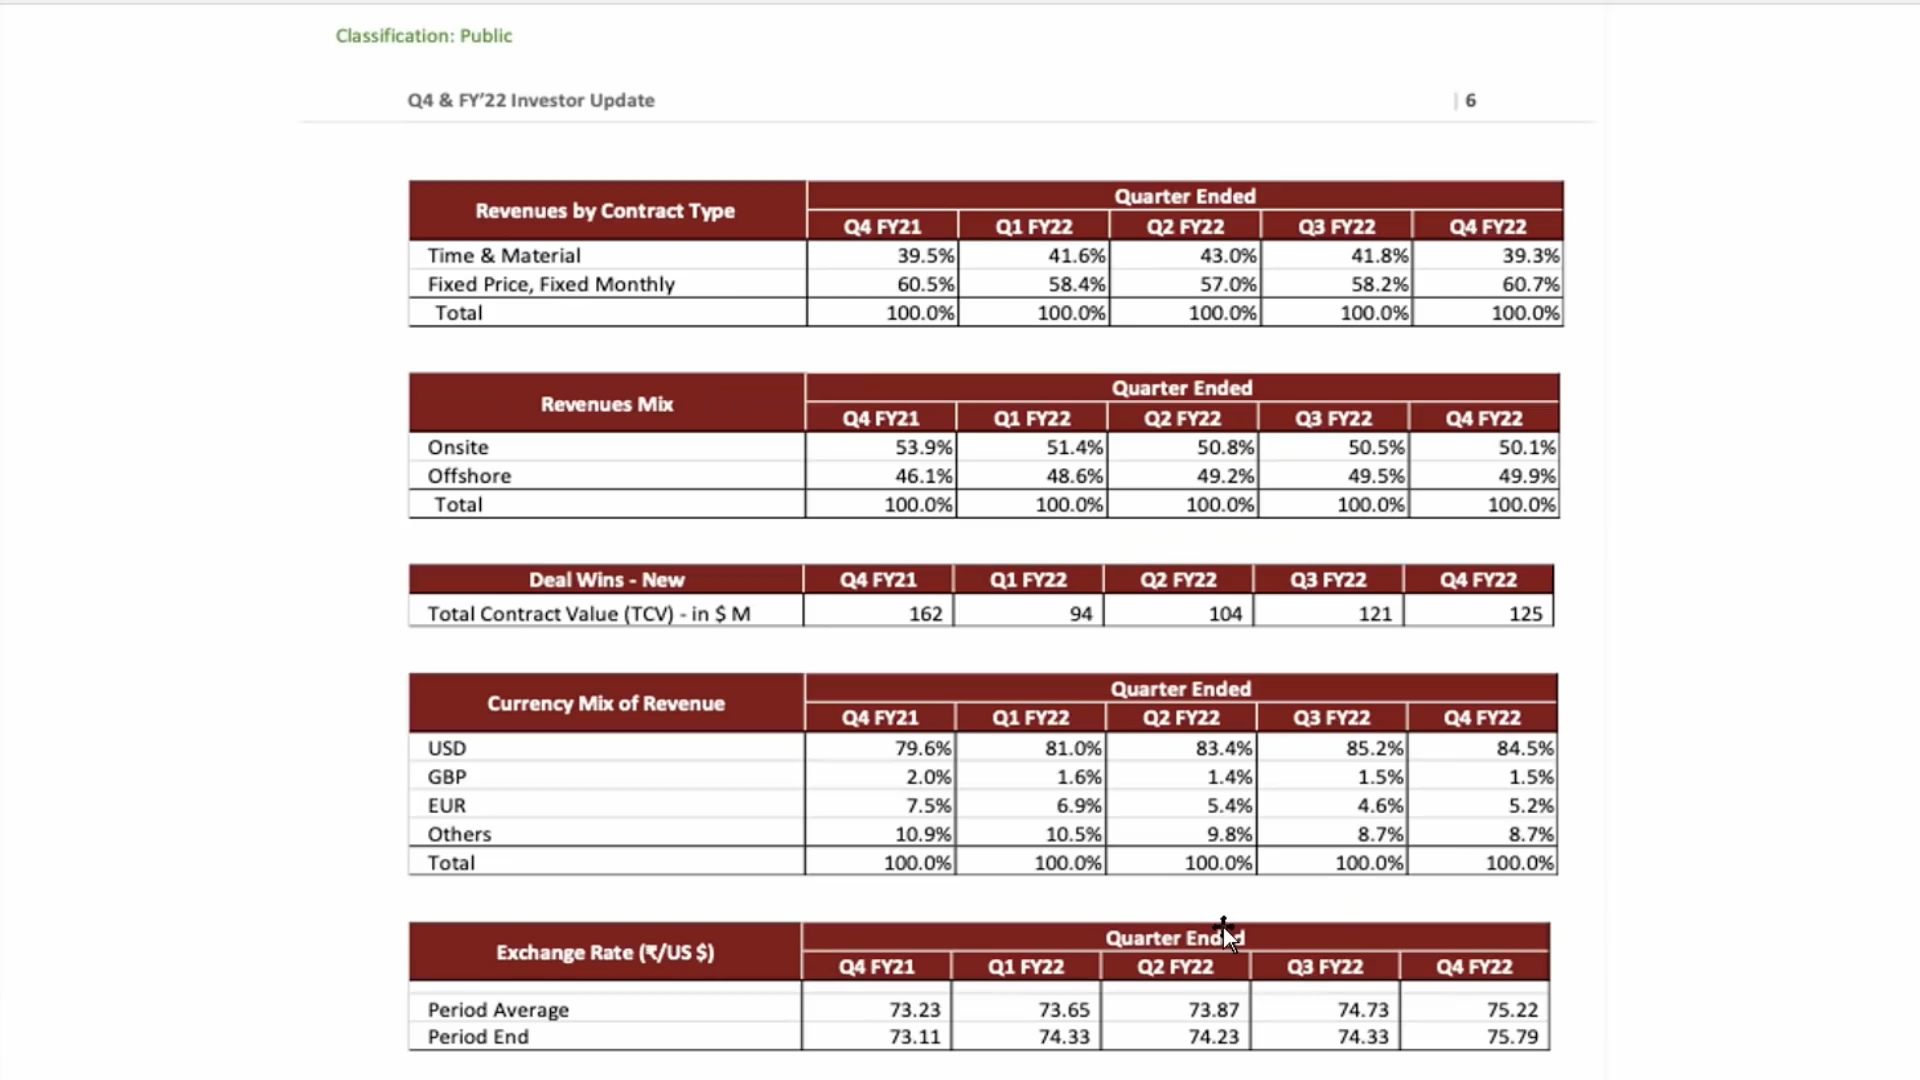 Classification: Public
Q4 & FY'22 Investor Update | 6
Revenues by Contract Type Quarter Ended
Q4 FY21 Q1 FY22 Q2 FY22 Q3 FY22 Q4 FY22
Time & Material 39.5% 41.6% 43.0% 41.8% 39.3%
Fixed Price, Fixed Monthly 60.5% 58.4% 57.0% 58.2% 60.7%
Total 100.0% 100.0% 100.0% 100.0% 100.0%
Revenues Mix Quarter Ended
Q4 FY21 Q1 FY22 Q2 FY22 Q3 FY22 Q4 FY22
Onsite 53.9% 51.4% 50.8% 50.5% 50.1%
Offshore 46.1% 48.6% 49.2% 49.5% 49.9%
Total 100.0% 100.0% 100.0% 100.0% 100.0%
Deal Wins - New Q4 FY21 Q1 FY22 Q2 FY22 Q3 FY22 Q4 FY22
Total Contract Value (TCV) - in $ M 162 94 104 121 125
Currency Mix of Revenue Quarter Ended
Q4 FY21 Q1 FY22 Q2 FY22 Q3 FY22 Q4 FY22
USD 79.6% 81.0% 83.4% 85.2% 84.5%
GBP 2.0% 1.6% 1.4% 1.5% 1.5%
EUR 7.5% 6.9% 5.4% 4.6% 5.2%
Others 10.9% 10.5% 9.8% 8.7% 8.7%
Total 100.0% 100.0% 100.0% 100.0% 100.0%
Exchange Rate (₹/US $) Quarter Ended
Q4 FY21 Q1 FY22 Q2 FY22 Q3 FY22 Q4 FY22
Period Average 73.23 73.65 73.87 74.73 75.22
Period End 73.11 74.33 74.23 74.33 75.79